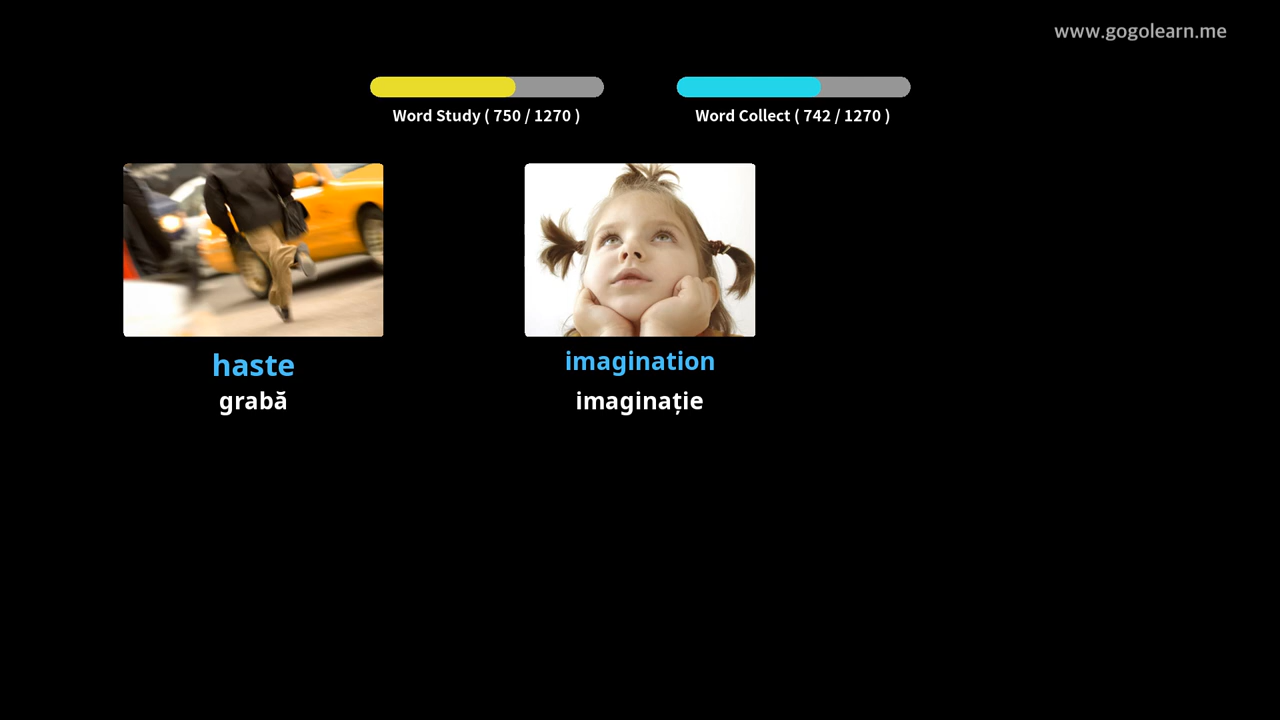 www.gogolearn.me
Word Study ( 750 / 1270 )
Word Collect ( 742 / 1270 )
haste
grabă
imagination
imaginație